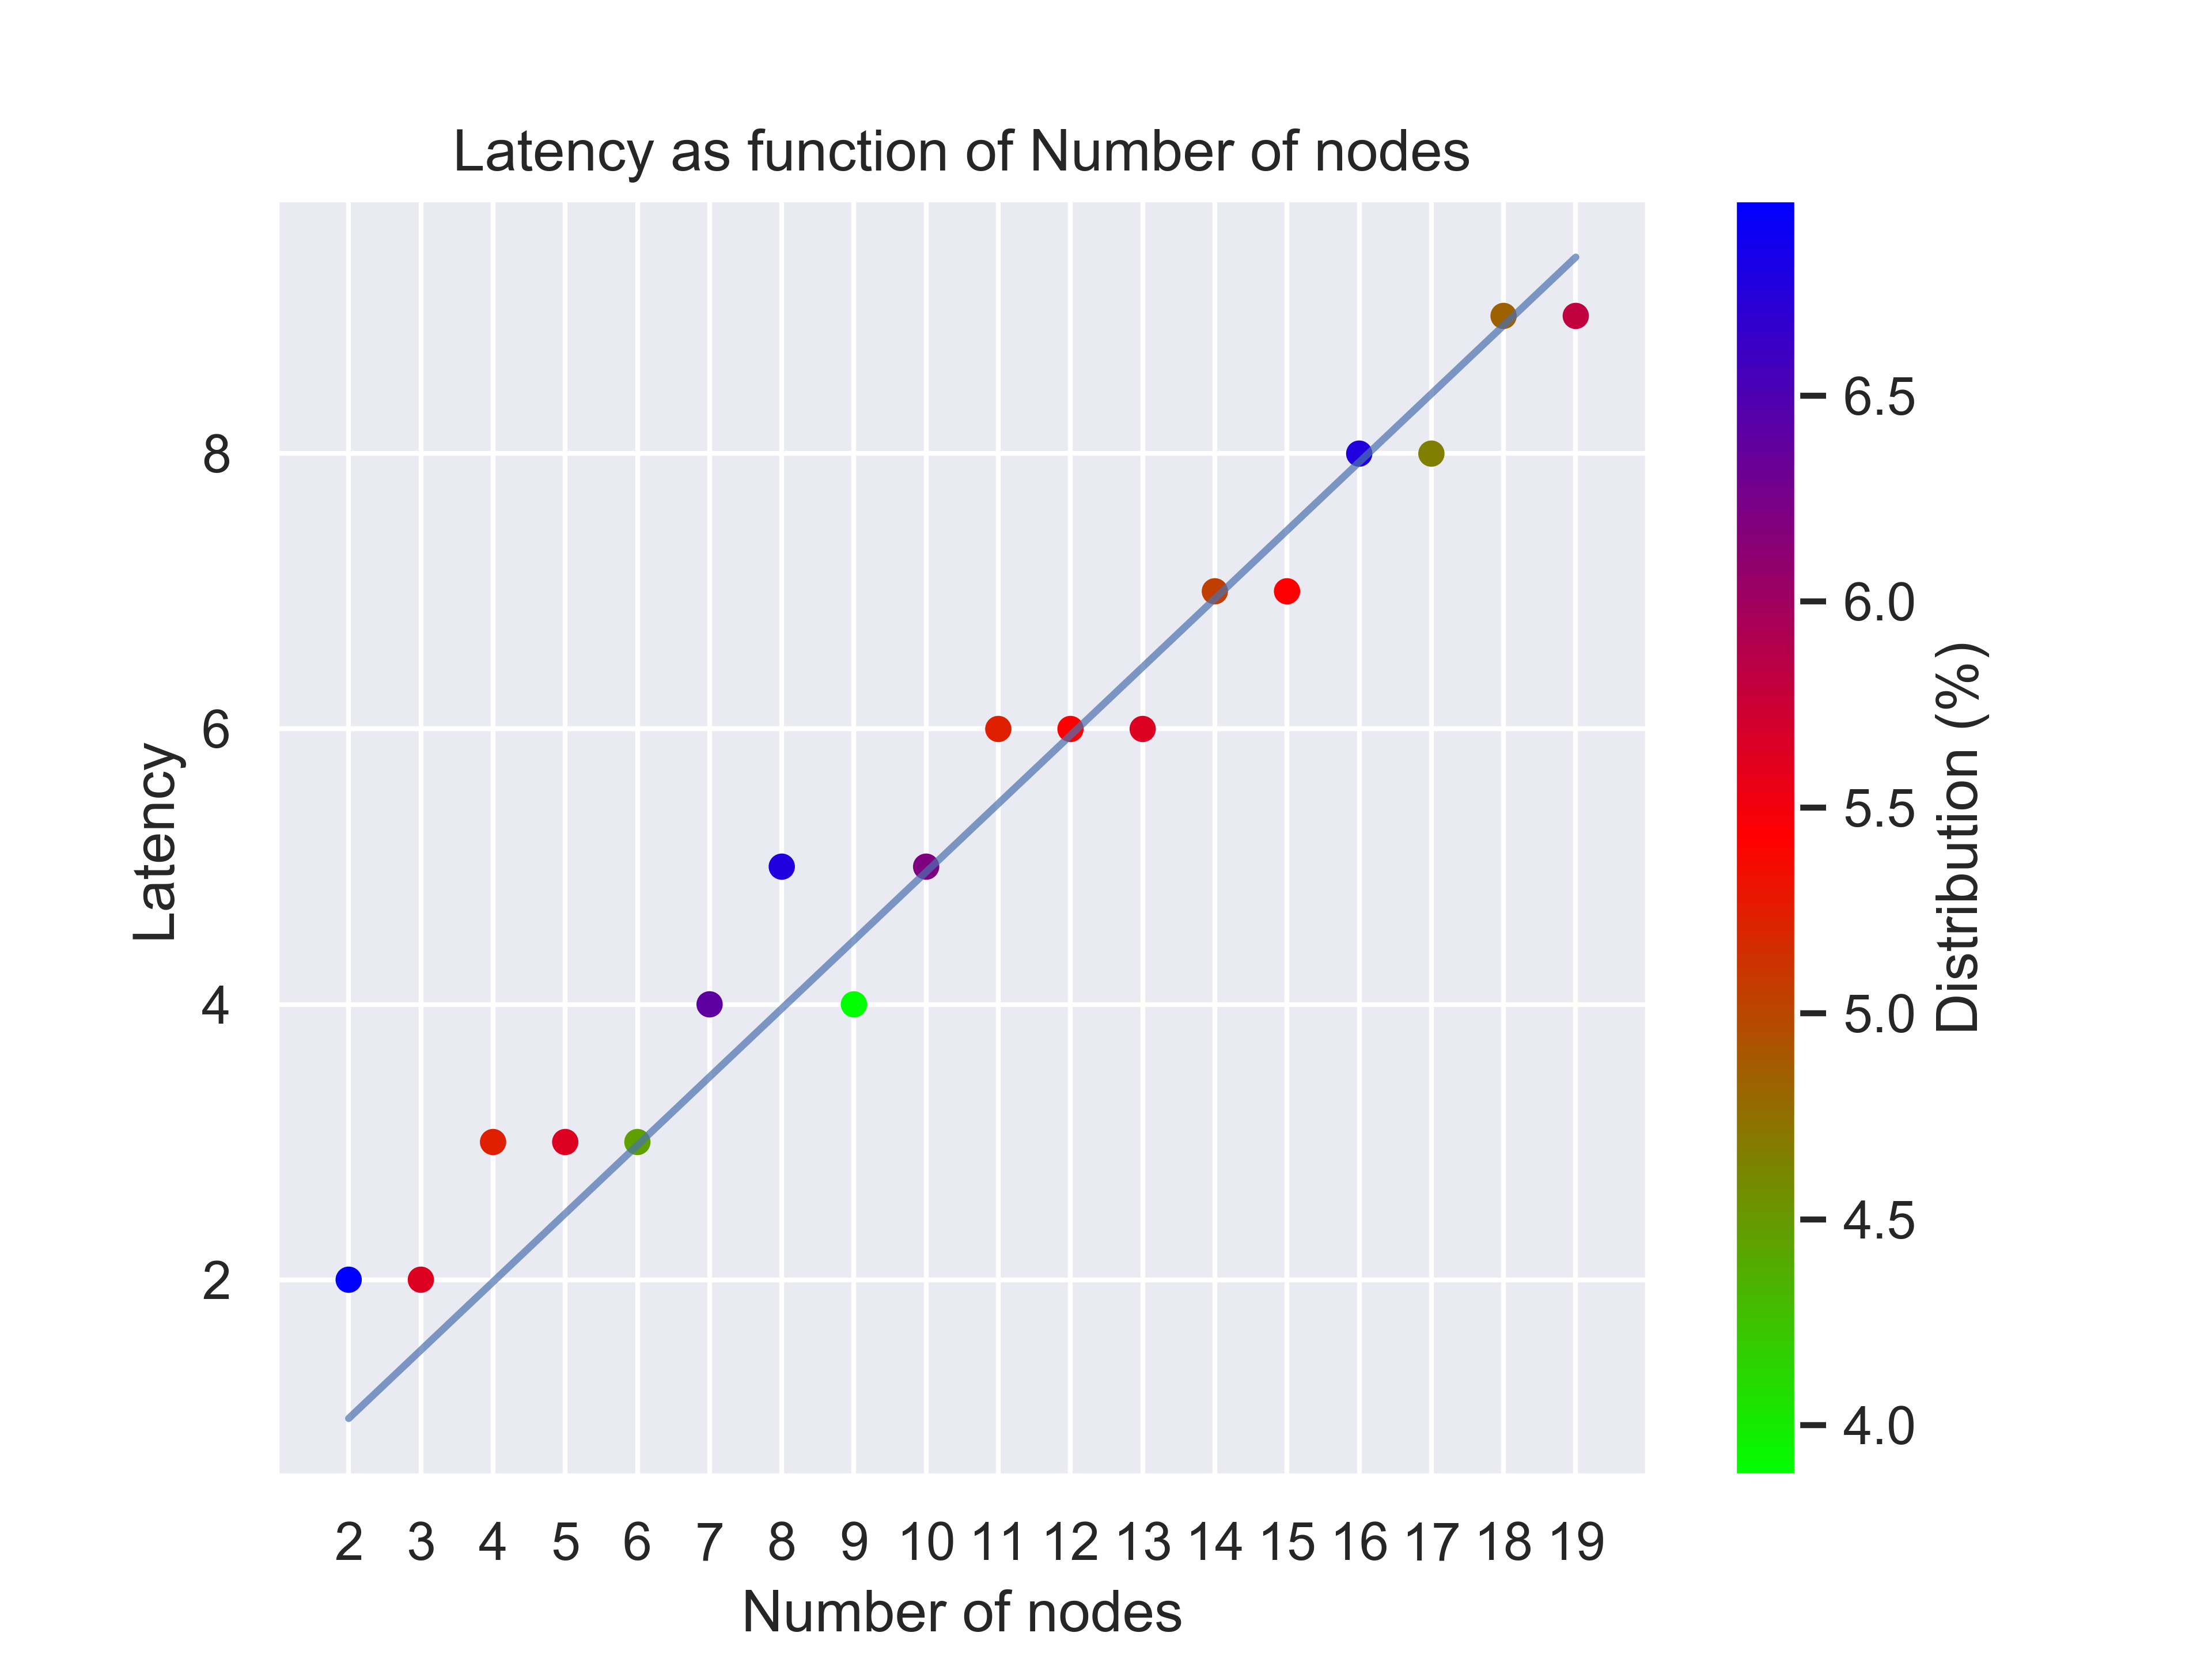 Latency as function of Number of nodes
8
6
4
2
Latency
2 3 4 5 6 7 8 9 10 11 12 13 14 15 16 17 18 19
Number of nodes
6.5
6.0
5.5
5.0
4.5
4.0
Distribution (%)